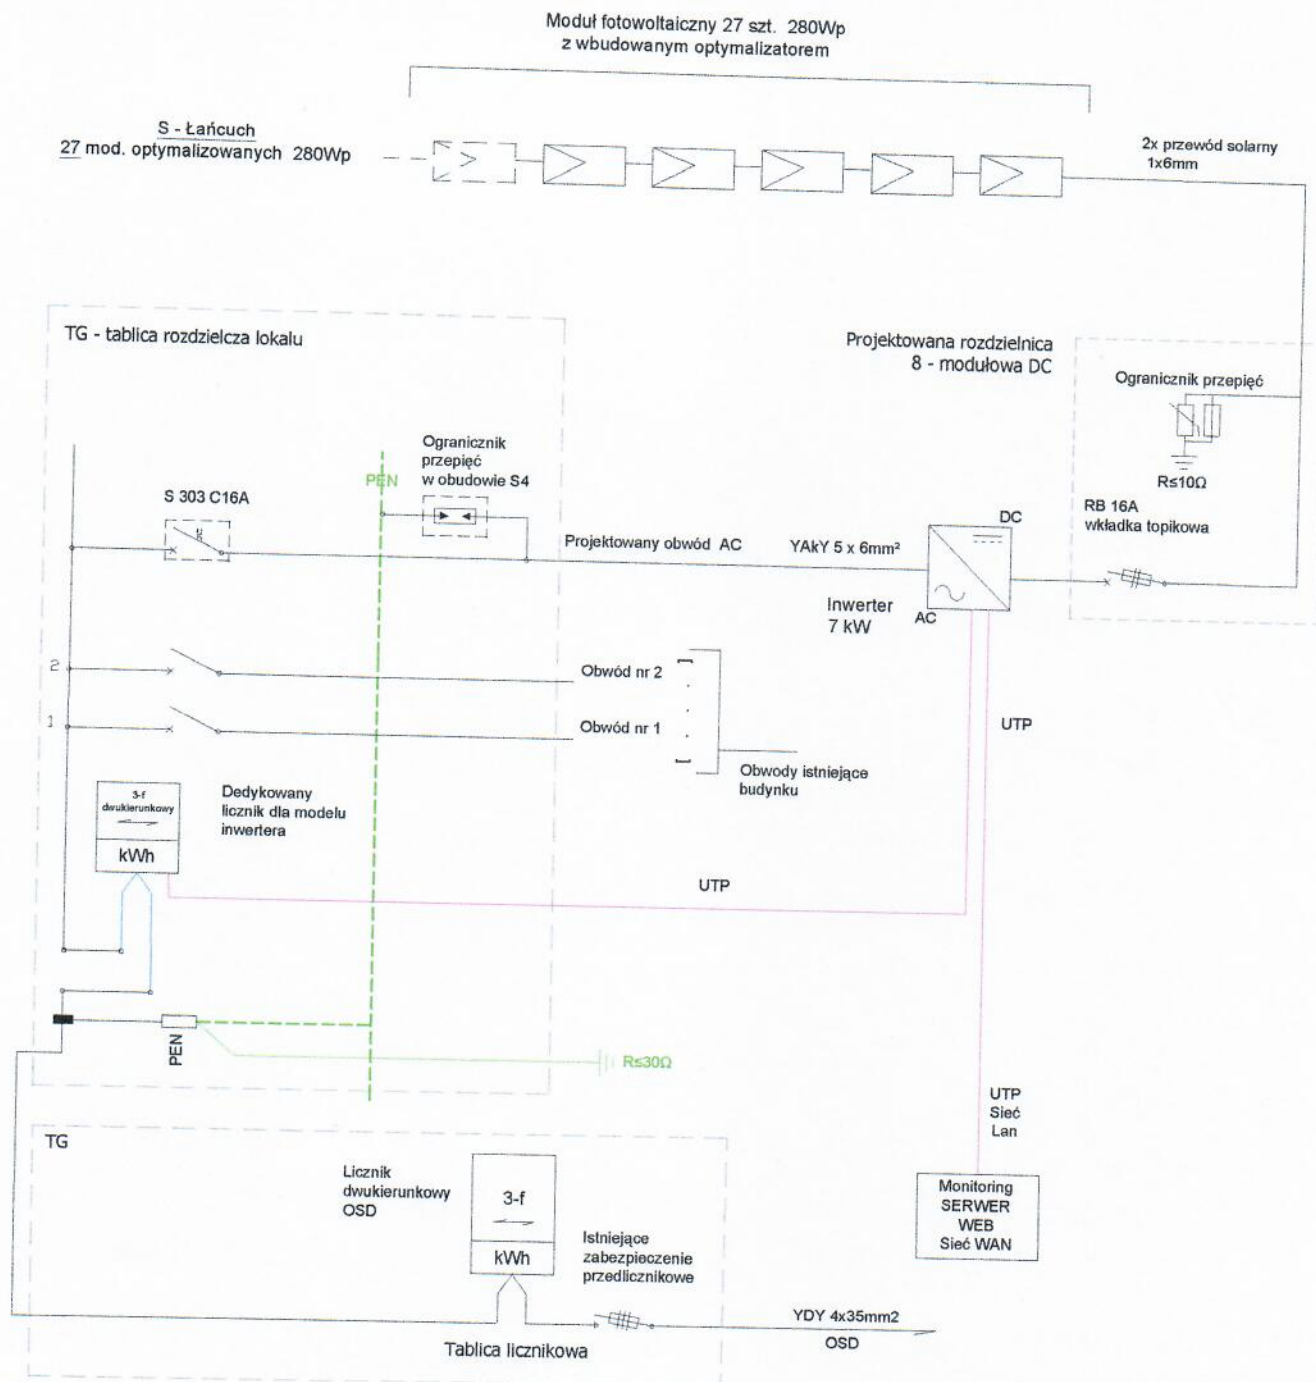 Moduł fotowoltaiczny 27 szt. 280Wp
z wbudowanym optymalizatorem
S - Łańcuch
27 mod. optymalizowanych 280Wp
2x przewód solarny
1x6mm
TG - tablica rozdzielcza lokalu
Projektowana rozdzielnica
8 - modułowa DC
Ogranicznik przepięć
R≤10Ω
RB 16A
wkładka topikowa
Ogranicznik
przepięć
w obudowie S4
PEN
S 303 C16A
Projektowany obwód AC
YAkY 5 x 6mm²
DC
AC
Inwerter
7 kW
2
Obwód nr 2
1
Obwód nr 1
Obwody istniejące
budynku
UTP
3-f
dwukierunkowy
kWh
Dedykowany
licznik dla modelu
inwertera
UTP
PEN
R≤30Ω
UTP
Sieć
Lan
TG
Licznik
dwukierunkowy
OSD
3-f
kWh
Istniejące
zabezpieczenie
przedlicznikowe
Monitoring
SERWER
WEB
Sieć WAN
YDY 4x35mm2
OSD
Tablica licznikowa